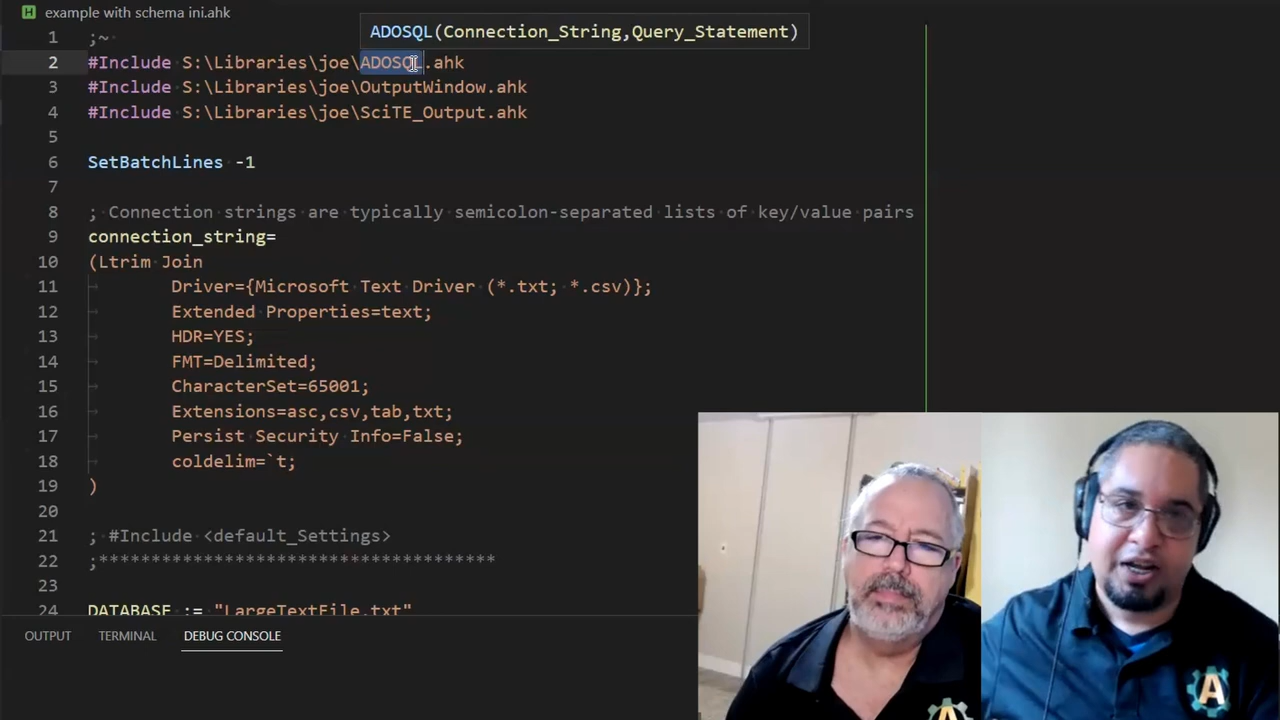 example with schema ini.ahk
ADOSQL(Connection_String,Query_Statement)
1 ;~
2 #Include S:\Libraries\joe\ADOSQL.ahk
3 #Include S:\Libraries\joe\OutputWindow.ahk
4 #Include S:\Libraries\joe\SciTE_Output.ahk
5
6 SetBatchLines -1
7
8 ; Connection strings are typically semicolon-separated lists of key/value pairs
9 connection_string=
10 (Ltrim Join
11 Driver={Microsoft Text Driver (*.txt; *.csv)};
12 Extended Properties=text;
13 HDR=YES;
14 FMT=Delimited;
15 CharacterSet=65001;
16 Extensions=asc,csv,tab,txt;
17 Persist Security Info=False;
18 coldelim=`t;
19 )
20
21 ; #Include <default_Settings>
22 ;**************************************
23
24 DATABASE := "LargeTextFile.txt"
OUTPUT TERMINAL DEBUG CONSOLE
A
A